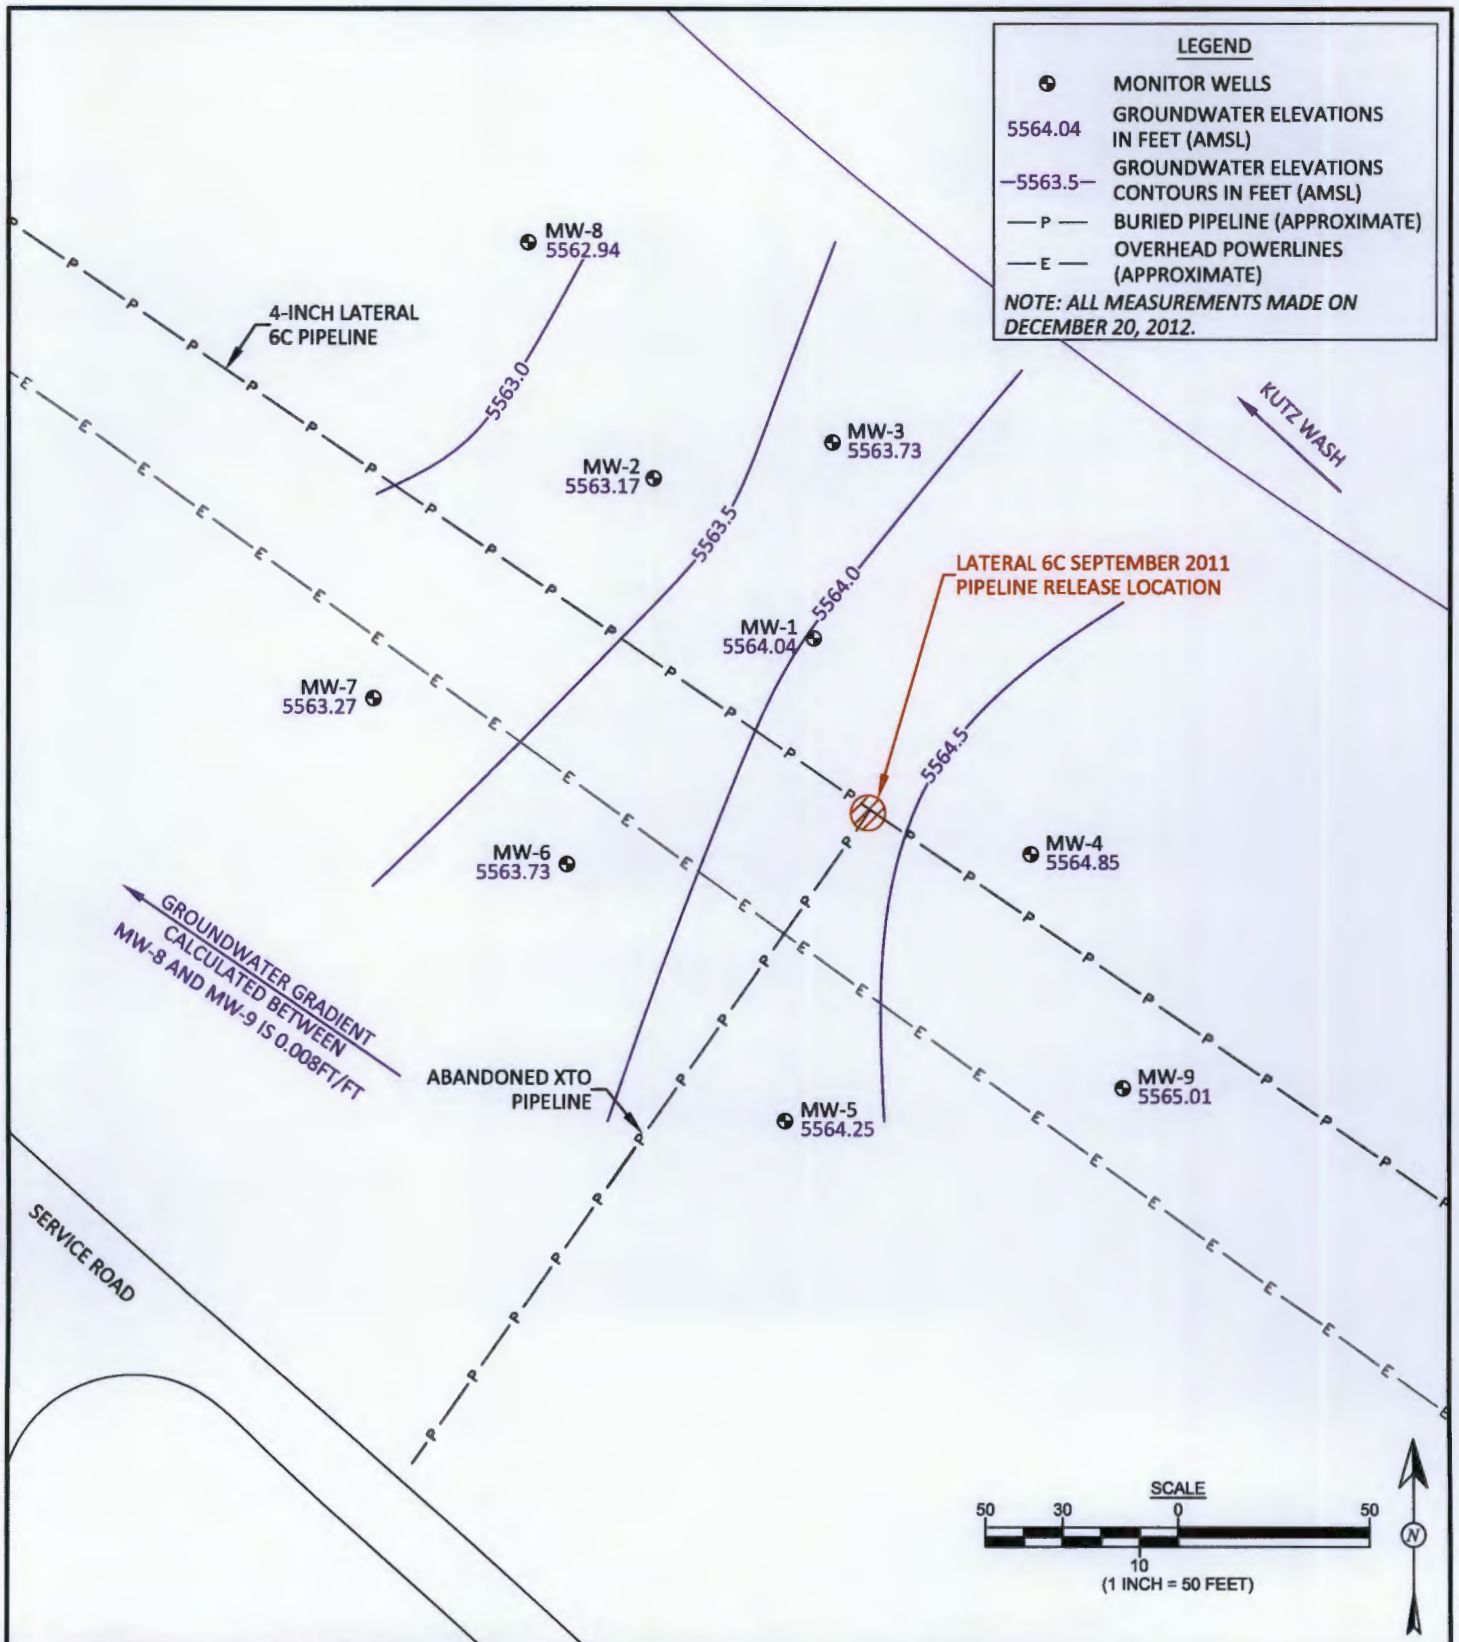 LEGEND
MONITOR WELLS
5564.04
GROUNDWATER ELEVATIONS
IN FEET (AMSL)
5563.5
GROUNDWATER ELEVATIONS
CONTOURS IN FEET (AMSL)
P
BURIED PIPELINE (APPROXIMATE)
E
OVERHEAD POWERLINES
(APPROXIMATE)
NOTE: ALL MEASUREMENTS MADE ON
DECEMBER 20, 2012.
MW-8
5562.94
4-INCH LATERAL
6C PIPELINE
5563.0
KUTZ WASH
MW-3
5563.73
MW-2
5563.17
5563.5
LATERAL 6C SEPTEMBER 2011
PIPELINE RELEASE LOCATION
5564.0
MW-1
5564.04
MW-7
5563.27
5564.5
MW-6
5563.73
MW-4
5564.85
GROUNDWATER GRADIENT
CALCULATED BETWEEN
MW-8 AND MW-9 IS 0.008FT/FT
ABANDONED XTO
PIPELINE
MW-9
5565.01
MW-5
5564.25
SERVICE ROAD
SCALE
50 30 0 50
10
(1 INCH = 50 FEET)
N